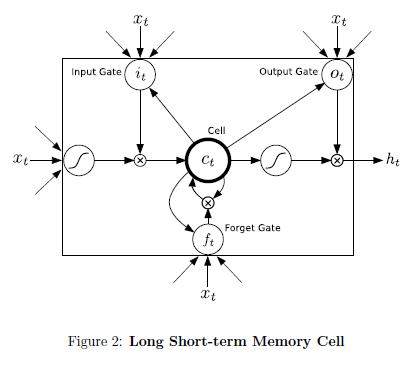 x_t x_t
Input Gate i_t Output Gate o_t
Cell
x_t c_t h_t
Forget Gate
f_t
x_t
Figure 2: Long Short-term Memory Cell